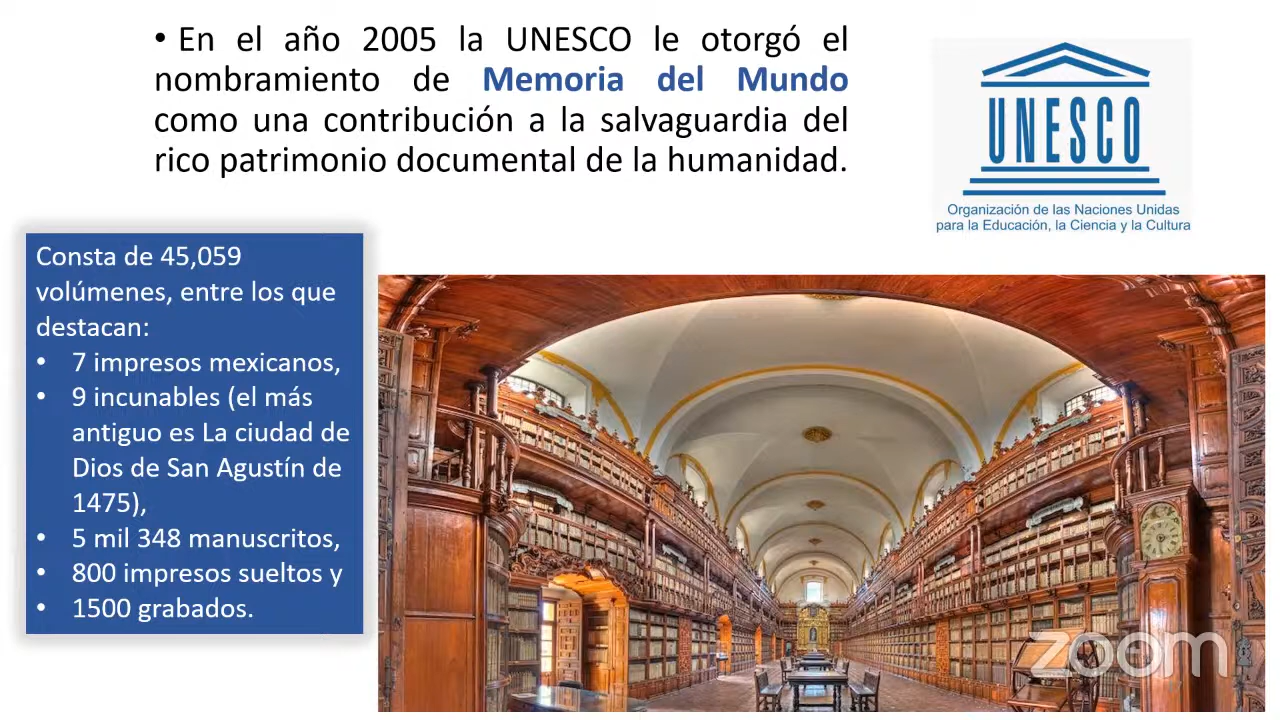 • En el año 2005 la UNESCO le otorgó el
nombramiento de Memoria del Mundo
como una contribución a la salvaguardia del
rico patrimonio documental de la humanidad.
UNESCO
Organización de las Naciones Unidas
para la Educación, la Ciencia y la Cultura
Consta de 45,059
volúmenes, entre los que
destacan:
• 7 impresos mexicanos,
• 9 incunables (el más
antiguo es La ciudad de
Dios de San Agustín de
1475),
• 5 mil 348 manuscritos,
• 800 impresos sueltos y
• 1500 grabados.
zoom